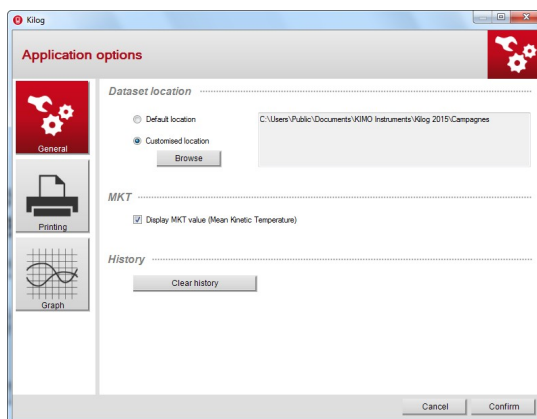 Kilog
Application options
General
Printing
Graph
Dataset location
Default location
C:\Users\Public\Documents\KIMO Instruments\Kilog 2015\Campagnes
Customised location
Browse
MKT
Display MKT value (Mean Kinetic Temperature)
History
Clear history
Cancel
Confirm